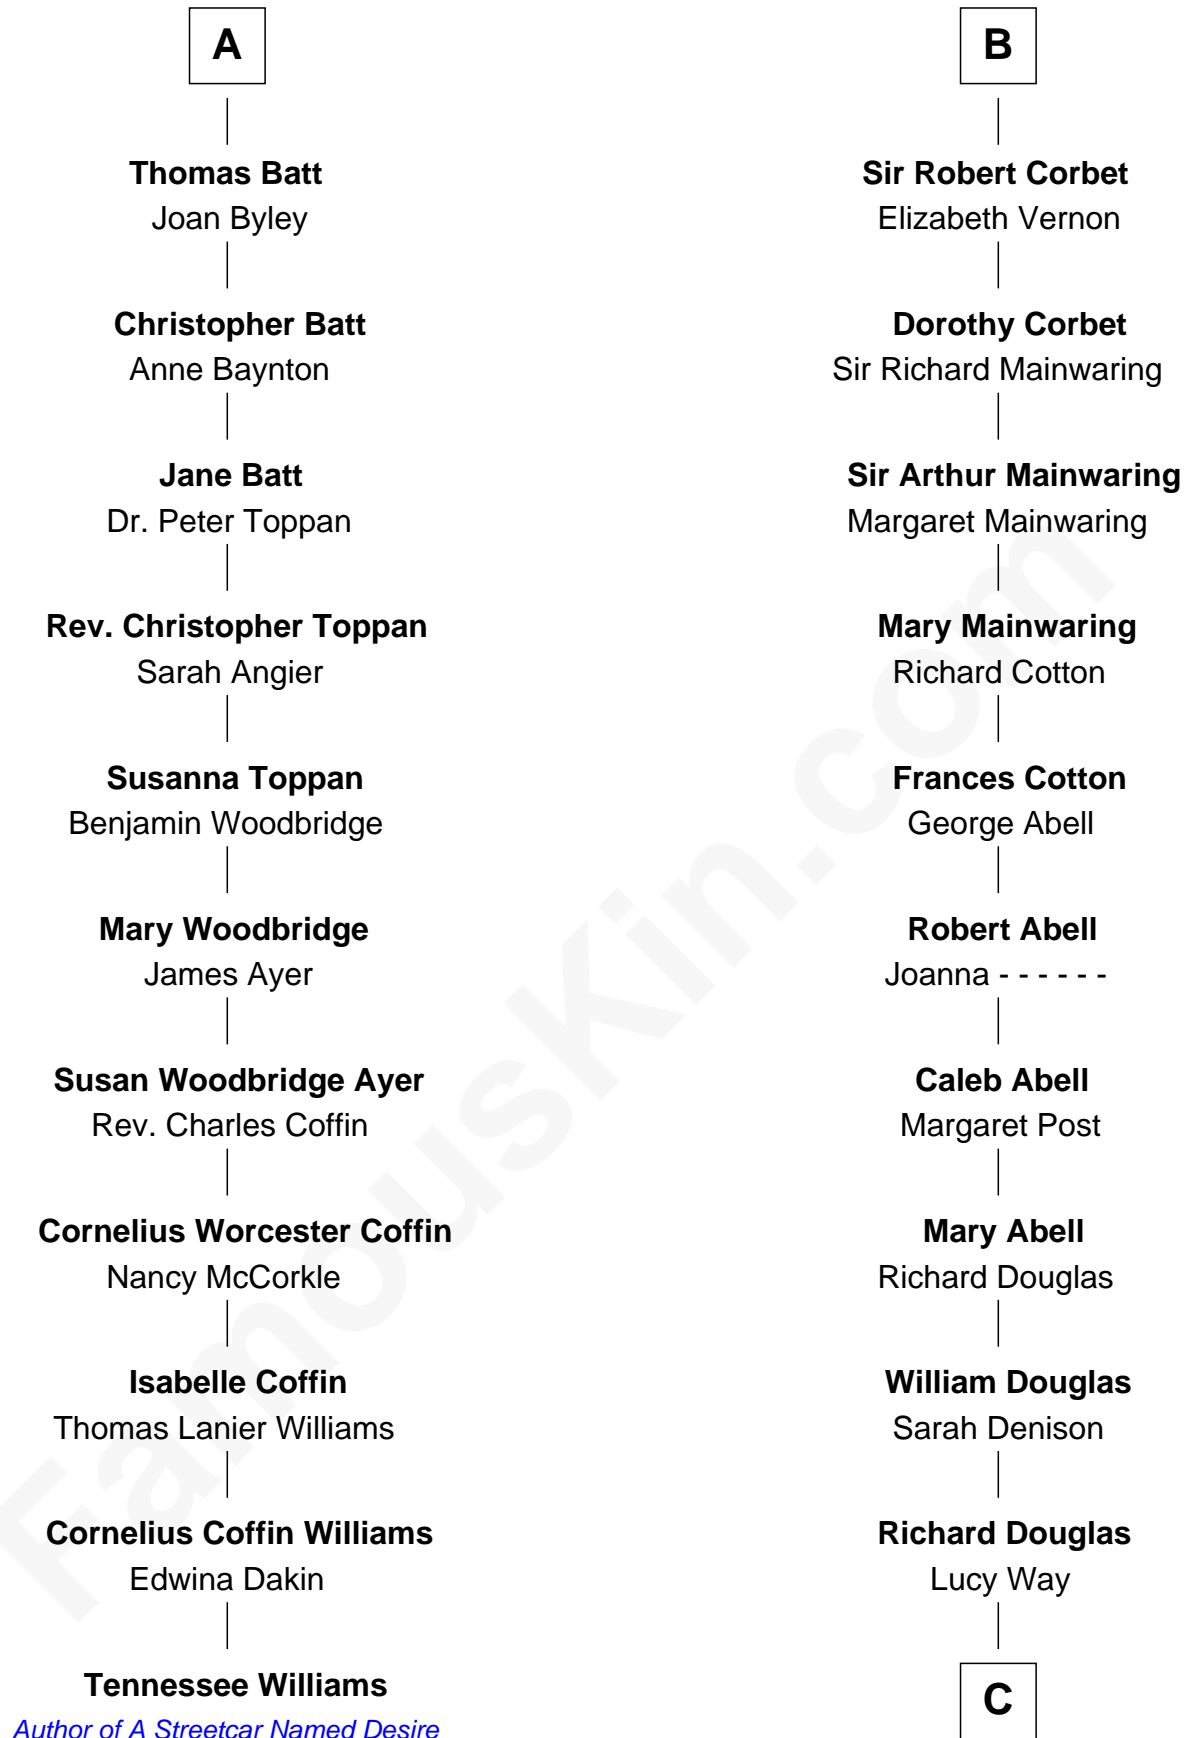 A
Thomas Batt
Joan Byley
Christopher Batt
Anne Baynton
Jane Batt
Dr. Peter Toppan
Rev. Christopher Toppan
Sarah Angier
Susanna Toppan
Benjamin Woodbridge
Mary Woodbridge
James Ayer
Susan Woodbridge Ayer
Rev. Charles Coffin
Cornelius Worcester Coffin
Nancy McCorkle
Isabelle Coffin
Thomas Lanier Williams
Cornelius Coffin Williams
Edwina Dakin
Tennessee Williams
Author of A Streetcar Named Desire
B
Sir Robert Corbet
Elizabeth Vernon
Dorothy Corbet
Sir Richard Mainwaring
Sir Arthur Mainwaring
Margaret Mainwaring
Mary Mainwaring
Richard Cotton
Frances Cotton
George Abell
Robert Abell
Joanna - - - - - -
Caleb Abell
Margaret Post
Mary Abell
Richard Douglas
William Douglas
Sarah Denison
Richard Douglas
Lucy Way
C
FamousKin.com